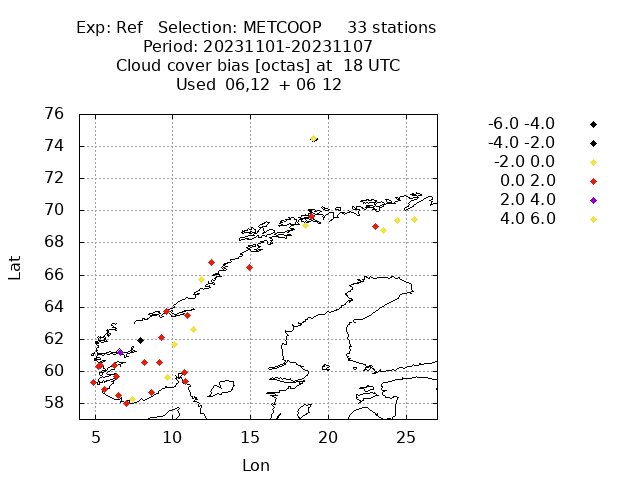 Exp: Ref   Selection: METCOOP     33 stations
Period: 20231101-20231107
Cloud cover bias [octas] at  18 UTC
Used  06,12  + 06 12
76
74
72
70
68
66
64
62
60
58
Lat
5 10 15 20 25
Lon
-6.0 -4.0
-4.0 -2.0
-2.0 0.0
0.0 2.0
2.0 4.0
4.0 6.0